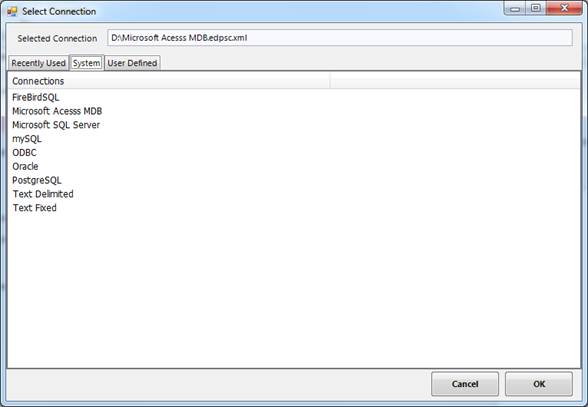 Select Connection
Selected Connection D:\Microsoft Acesss MDB.edpsc.xml
Recently Used System User Defined
Connections
FireBirdSQL
Microsoft Acesss MDB
Microsoft SQL Server
mySQL
ODBC
Oracle
PostgreSQL
Text Delimited
Text Fixed
Cancel OK